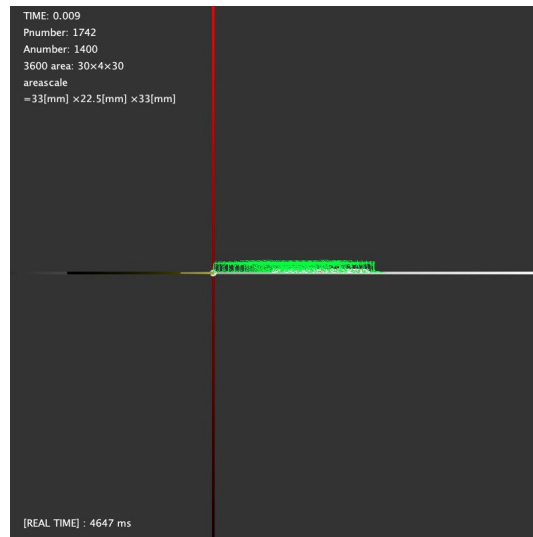 TIME: 0.009
Pnumber: 1742
Anumber: 1400
3600 area: 30×4×30
areascale
=33[mm] ×22.5[mm] ×33[mm]
[REAL TIME] : 4647 ms